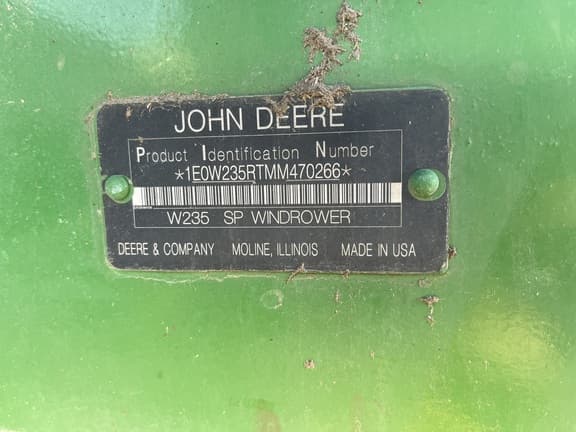 JOHN DEERE
Product Identification Number
*1E0W235RTMM470266*
W235 SP WINDROWER
DEERE & COMPANY MOLINE, ILLINOIS MADE IN USA